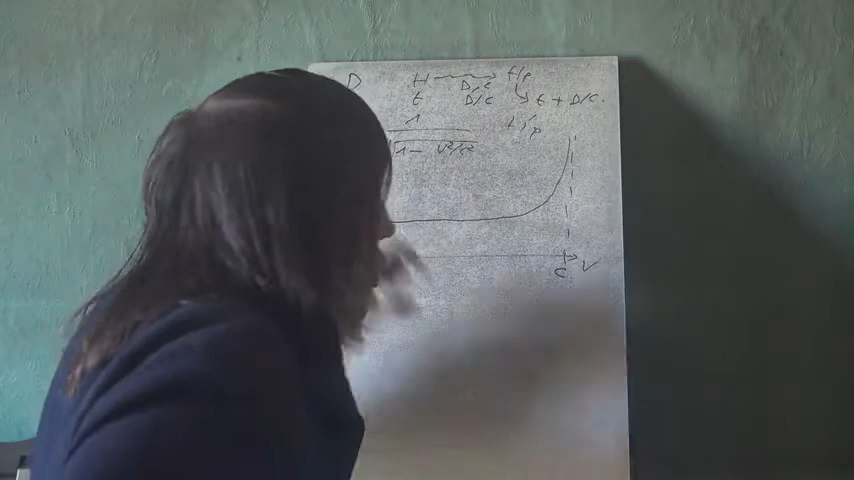 D H t/p
D, c
t D/c t + D/c.
1
√1 - v²/c²
c v